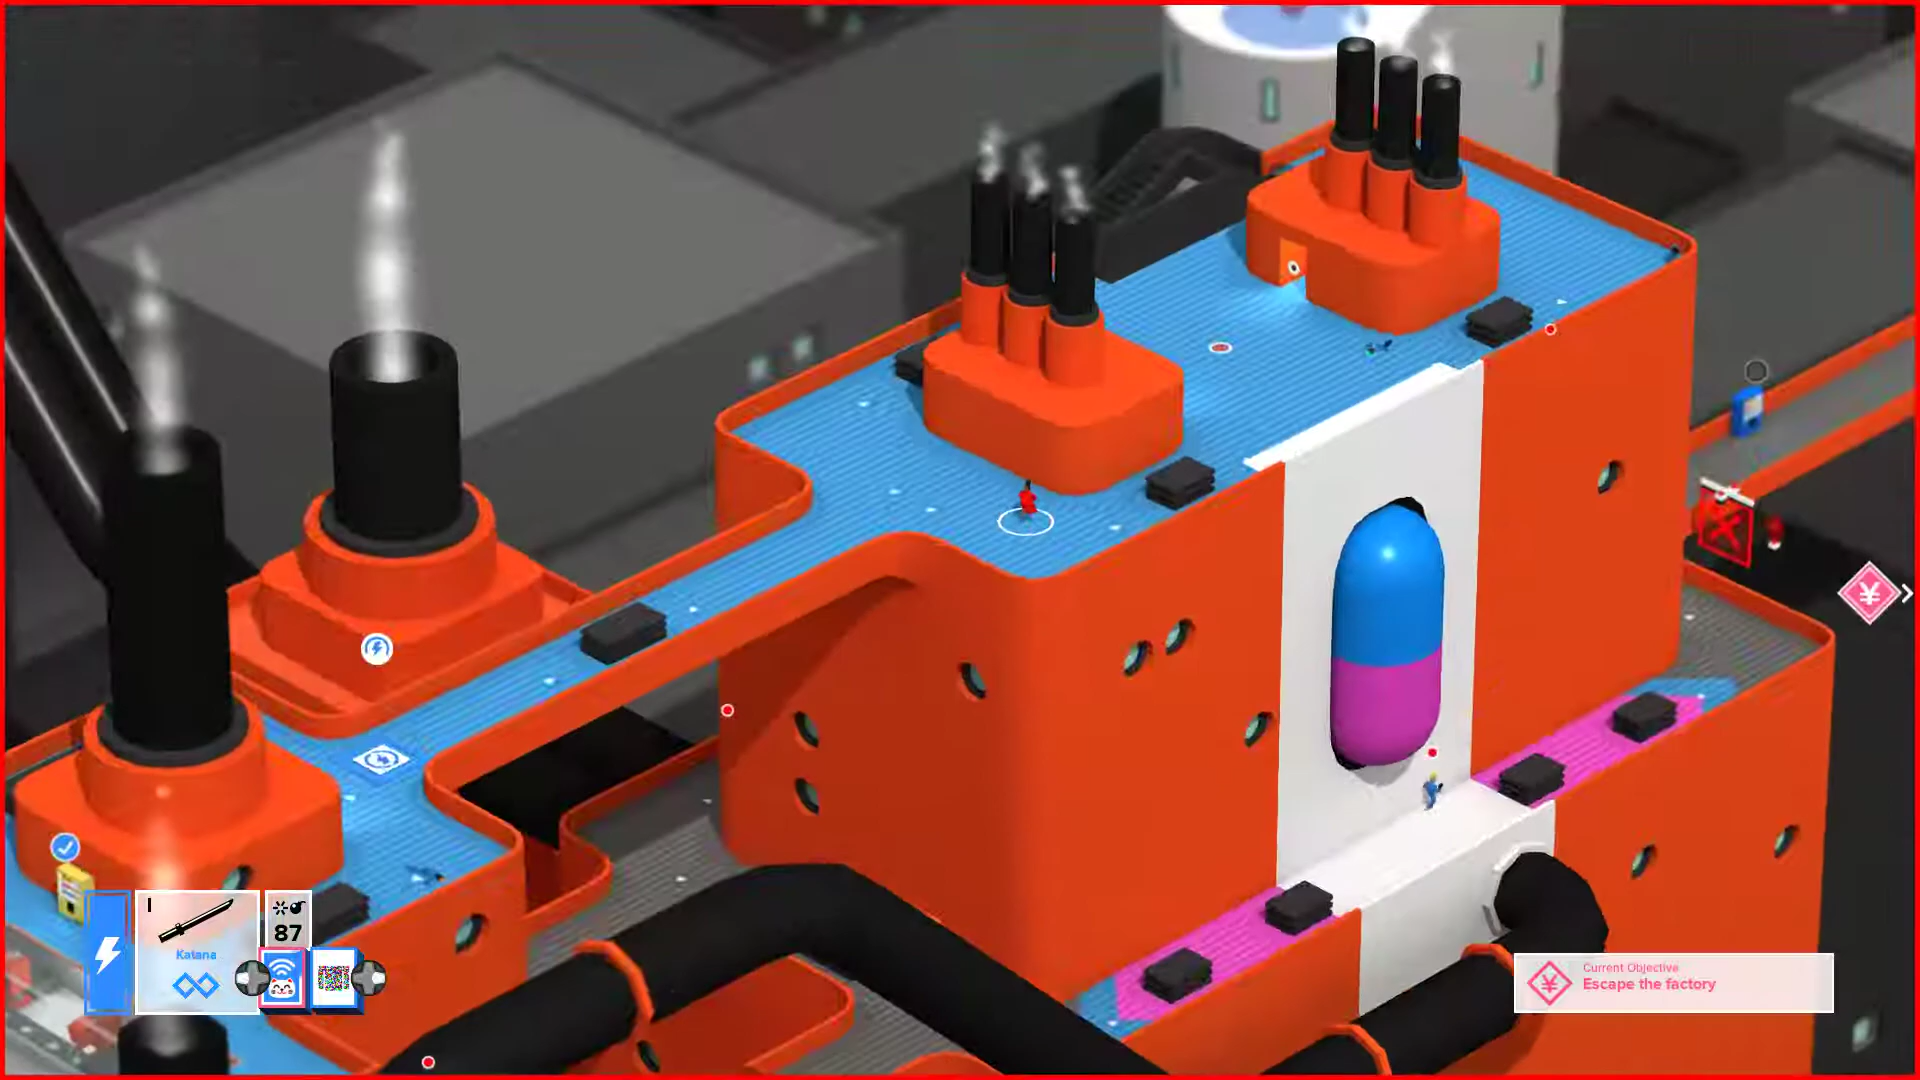 I
Katana
87
Current Objective
Escape the factory